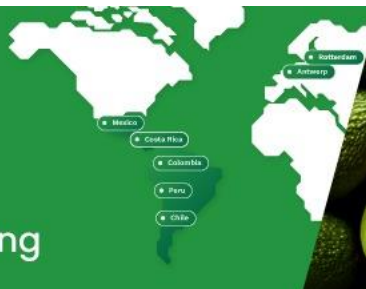 Rotterdam
Antwerp
Mexico
Costa Rica
Colombia
Peru
Chile
ng